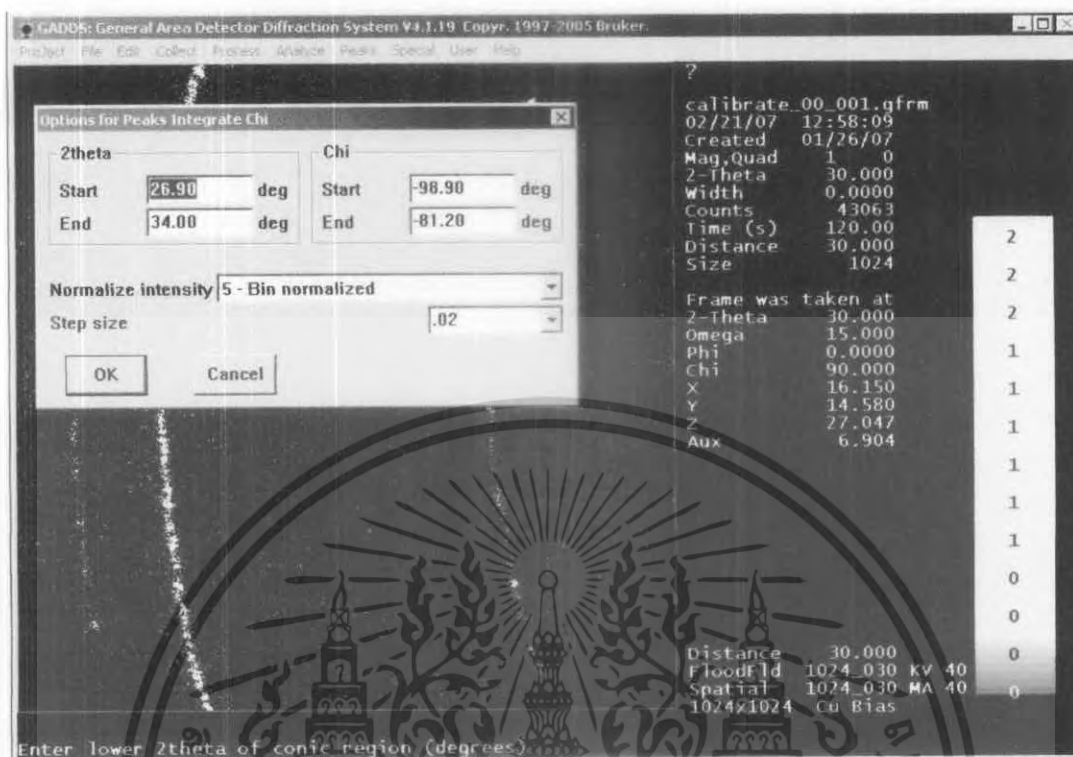 GADDS: General Area Detector Diffraction System V4.1.19 Copyr. 1997-2005 Bruker.
Project File Edit Collect Process Analyze Peaks Special User Help
Options for Peaks Integrate Chi
2theta
Start 26.90 deg
End 34.00 deg
Chi
Start -98.90 deg
End -81.20 deg
Normalize intensity 5 - Bin normalized
Step size .02
OK Cancel
?
calibrate_00_001.gfrm
02/21/07 12:58:09
Created 01/26/07
Mag,Quad 1 0
2-Theta 30.000
Width 0.0000
Counts 43063
Time (s) 120.00
Distance 30.000
Size 1024
Frame was taken at
2-Theta 30.000
Omega 15.000
Phi 0.0000
Chi 90.000
X 16.150
Y 14.580
Z 27.047
Aux 6.904
Distance 30.000
FloodFld 1024_030 KV 40
Spatial 1024_030 MA 40
1024x1024 Cu Bias
2
2
2
1
1
1
1
1
1
0
0
0
0
Enter lower 2theta of conic region (degrees)